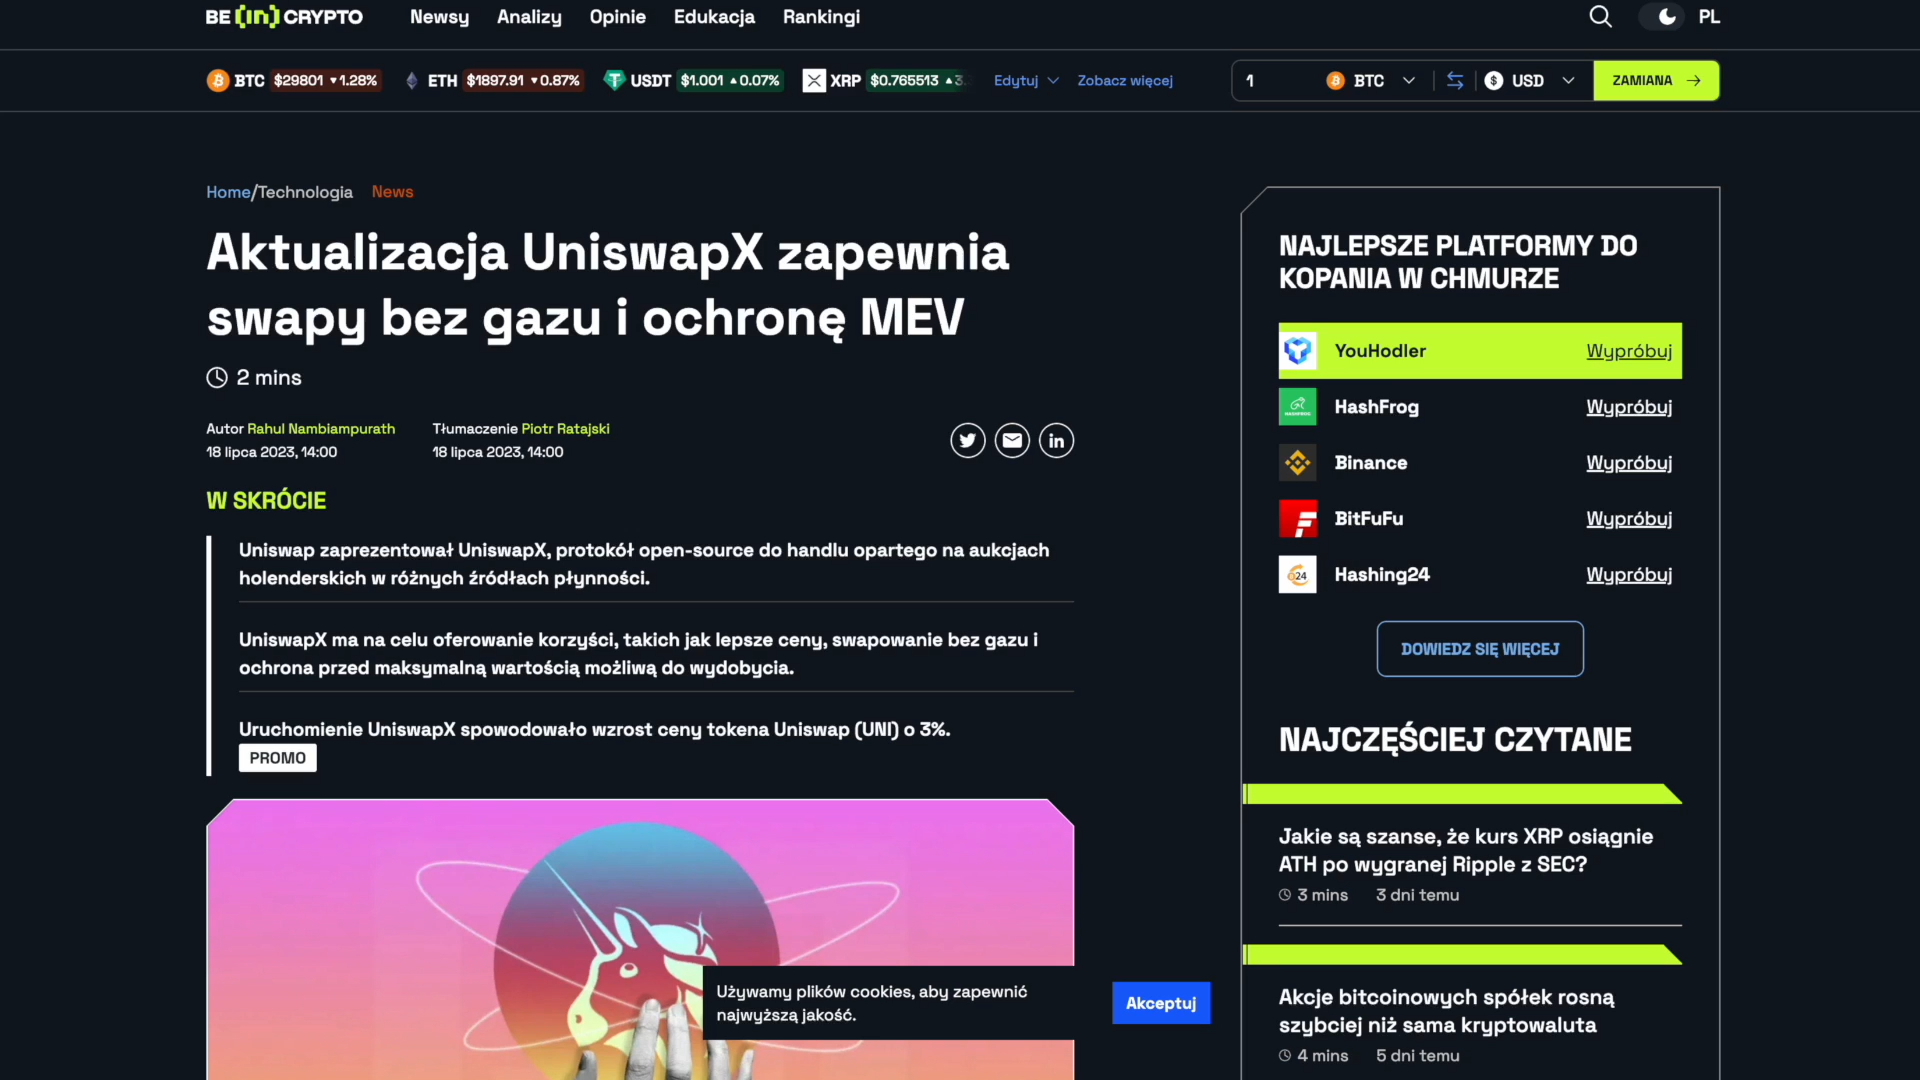 BE[in]CRYPTO
Newsy
Analizy
Opinie
Edukacja
Rankingi
PL
BTC $29801 ▾1.28%
ETH $1897.91 ▾0.87%
USDT $1.001 ▴0.07%
XRP $0.765513 ▴3.
Edytuj
Zobacz więcej
1
BTC
USD
ZAMIANA
Home/Technologia
News
Aktualizacja UniswapX zapewnia
swapy bez gazu i ochronę MEV
2 mins
Autor Rahul Nambiampurath
18 lipca 2023, 14:00
Tłumaczenie Piotr Ratajski
18 lipca 2023, 14:00
W SKRÓCIE
Uniswap zaprezentował UniswapX, protokół open-source do handlu opartego na aukcjach
holenderskich w różnych źródłach płynności.
UniswapX ma na celu oferowanie korzyści, takich jak lepsze ceny, swapowanie bez gazu i
ochrona przed maksymalną wartością możliwą do wydobycia.
Uruchomienie UniswapX spowodowało wzrost ceny tokena Uniswap (UNI) o 3%.
PROMO
Używamy plików cookies, aby zapewnić
najwyższą jakość.
Akceptuj
NAJLEPSZE PLATFORMY DO
KOPANIA W CHMURZE
YouHodler
Wypróbuj
HASHFROG
HashFrog
Wypróbuj
Binance
Wypróbuj
BitFuFu
Wypróbuj
24
Hashing24
Wypróbuj
DOWIEDZ SIĘ WIĘCEJ
NAJCZĘŚCIEJ CZYTANE
Jakie są szanse, że kurs XRP osiągnie
ATH po wygranej Ripple z SEC?
3 mins
3 dni temu
Akcje bitcoinowych spółek rosną
szybciej niż sama kryptowaluta
4 mins
5 dni temu